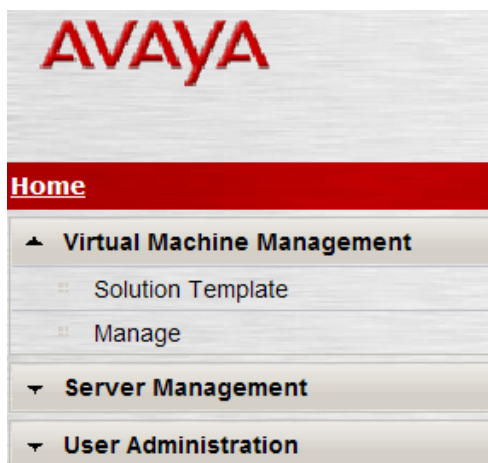 AVAYA
Home
Virtual Machine Management
Solution Template
Manage
Server Management
User Administration